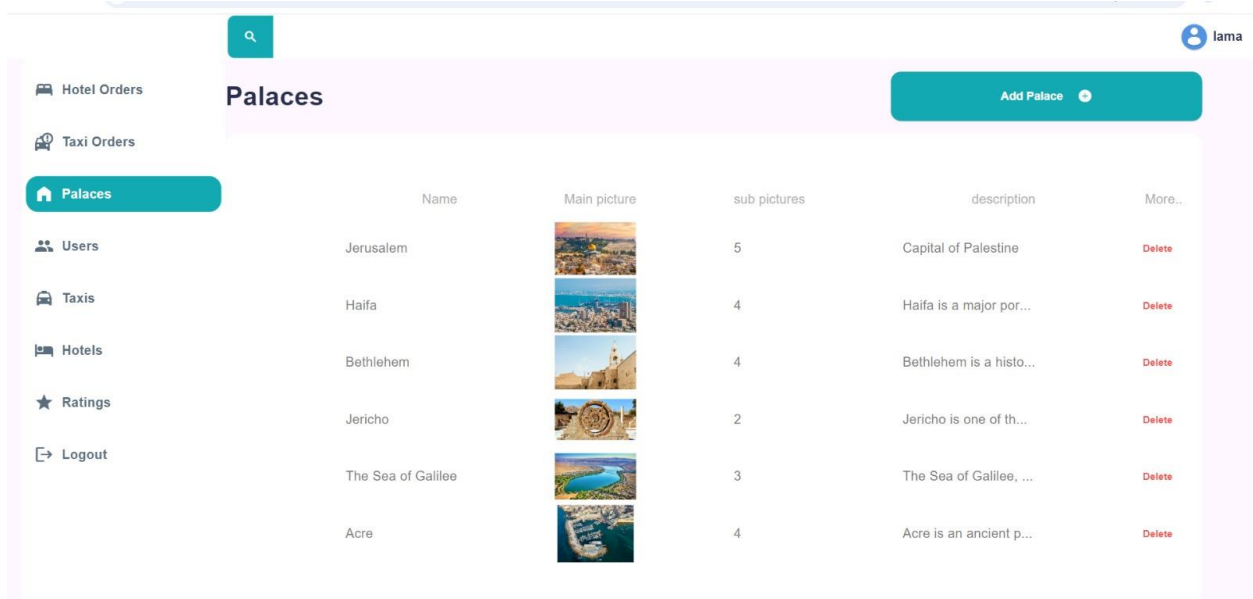 lama
Hotel Orders
Taxi Orders
Palaces
Users
Taxis
Hotels
Ratings
Logout
Palaces
Add Palace
Name Main picture sub pictures description More..
Jerusalem 5 Capital of Palestine Delete
Haifa 4 Haifa is a major por... Delete
Bethlehem 4 Bethlehem is a histo... Delete
Jericho 2 Jericho is one of th... Delete
The Sea of Galilee 3 The Sea of Galilee, ... Delete
Acre 4 Acre is an ancient p... Delete